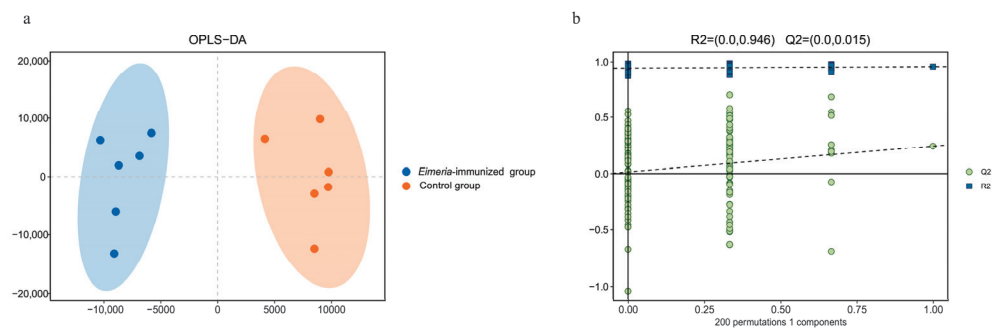 a
OPLS-DA
20,000
10,000
0
-10,000
-20,000
-10,000
-5000
0
5000
10000
Eimeria-immunized group
Control group
b
R2=(0.0,0.946) Q2=(0.0,0.015)
1.0
0.5
0.0
-0.5
-1.0
0.00
0.25
0.50
0.75
1.00
200 permutations 1 components
Q2
R2